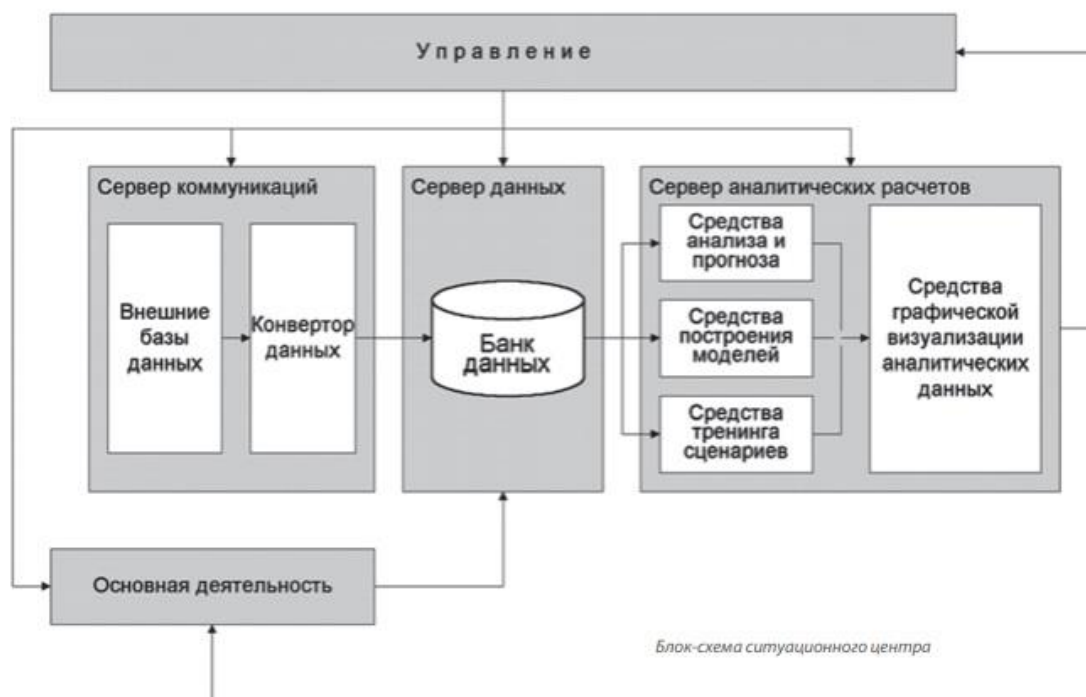 Управление
Сервер коммуникаций
Внешние
базы
данных
Конвертор
данных
Сервер данных
Банк
данных
Сервер аналитических расчетов
Средства
анализа и
прогноза
Средства
построения
моделей
Средства
тренинга
сценариев
Средства
графической
визуализации
аналитических
данных
Основная деятельность
Блок-схема ситуационного центра